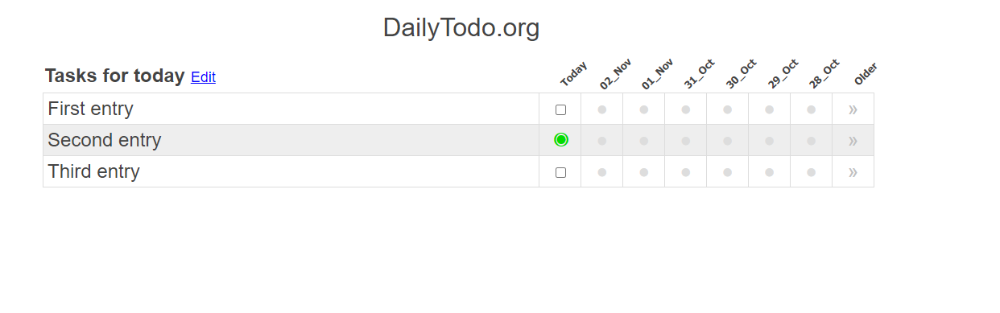 DailyTodo.org
Tasks for today Edit Today 02_Nov 01_Nov 31_Oct 30_Oct 29_Oct 28_Oct Older
First entry »
Second entry »
Third entry »